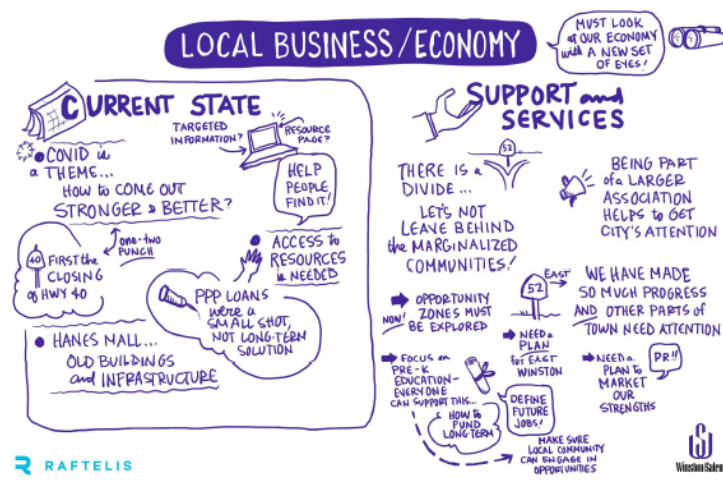 LOCAL BUSINESS/ECONOMY
MUST LOOK
at OUR ECONOMY
with A NEW SET
OF EYES!
CURRENT STATE
TARGETED
INFORMATION?
RESOURCE
PAGE?
COVID is
a THEME...
HOW to COME OUT
STRONGER & BETTER?
HELP
PEOPLE
FIND IT!
one-two
PUNCH
40
FIRST the
CLOSING
of HWY 40
ACCESS to
RESOURCES
is NEEDED
PPP LOANS
were a
SMALL SHOT,
NOT LONG-TERM
SOLUTION
HANES MALL...
OLD BUILDINGS
and INFRASTRUCTURE
SUPPORT and
SERVICES
52
THERE IS a
DIVIDE...
LET'S NOT
LEAVE BEHIND
the MARGINALIZED
COMMUNITIES!
BEING PART
of a LARGER
ASSOCIATION
HELPS to GET
CITY'S ATTENTION
OPPORTUNITY
ZONES MUST
BE EXPLORED
NOW!
52
EAST
WE HAVE MADE
SO MUCH PROGRESS
AND OTHER PARTS of
TOWN NEED ATTENTION
NEED a
PLAN
for EAST
WINSTON
NEED a
PLAN to
MARKET
OUR
STRENGTHS
PR!!
FOCUS on
PRE-K
EDUCATION-
EVERYONE
CAN SUPPORT THIS...
HOW to
FUND
LONG-TERM
DEFINE
FUTURE
JOBS!
MAKE SURE
LOCAL COMMUNITY
CAN ENGAGE IN
OPPORTUNITIES
RAFTELIS
Winston Salem